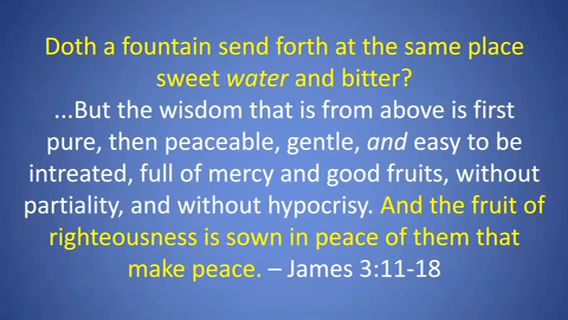 Doth a fountain send forth at the same place
sweet water and bitter?
...But the wisdom that is from above is first
pure, then peaceable, gentle, and easy to be
intreated, full of mercy and good fruits, without
partiality, and without hypocrisy. And the fruit of
righteousness is sown in peace of them that
make peace. – James 3:11-18